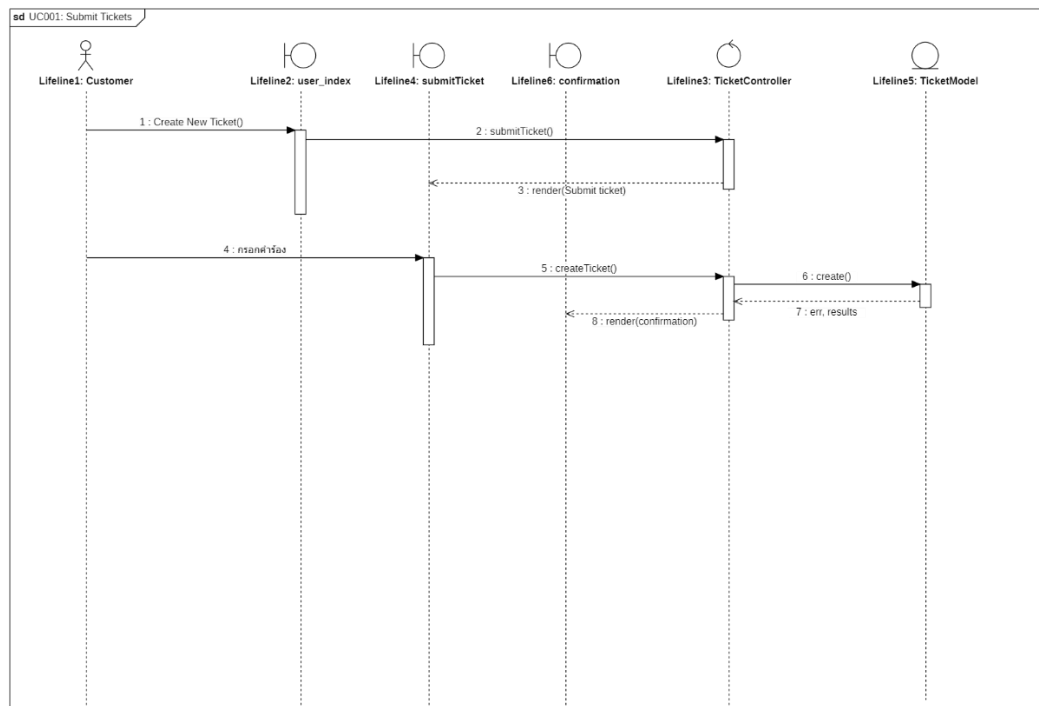 sd UC001: Submit Tickets
Lifeline1: Customer
Lifeline2: user_index
Lifeline4: submitTicket
Lifeline6: confirmation
Lifeline3: TicketController
Lifeline5: TicketModel
1 : Create New Ticket()
2 : submitTicket()
3 : render(Submit ticket)
4 : กรอกคำร้อง
5 : createTicket()
6 : create()
7 : err, results
8 : render(confirmation)